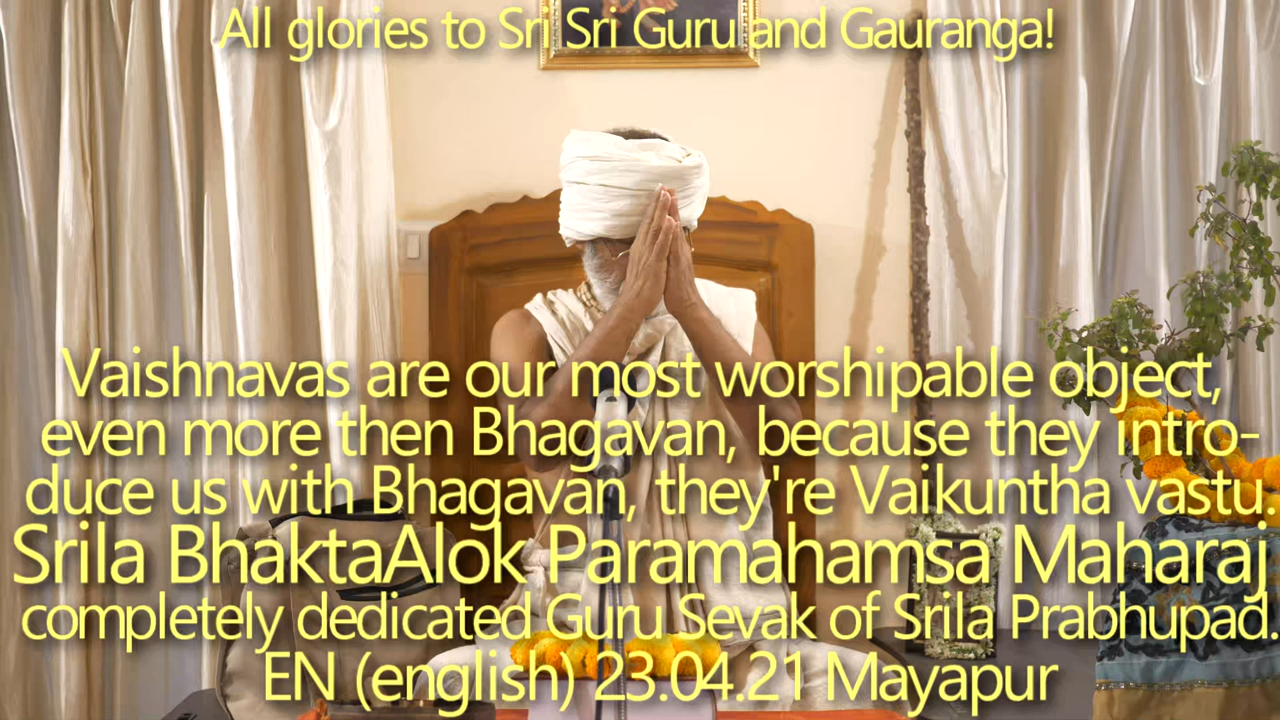 All glories to Sri Sri Guru and Gauranga!
Vaishnavas are our most worshipable object,
even more then Bhagavan, because they intro-
duce us with Bhagavan, they're Vaikuntha vastu.
Srila BhaktaAlok Paramahamsa Maharaj
completely dedicated Guru Sevak of Srila Prabhupad.
EN (english) 23.04.21 Mayapur